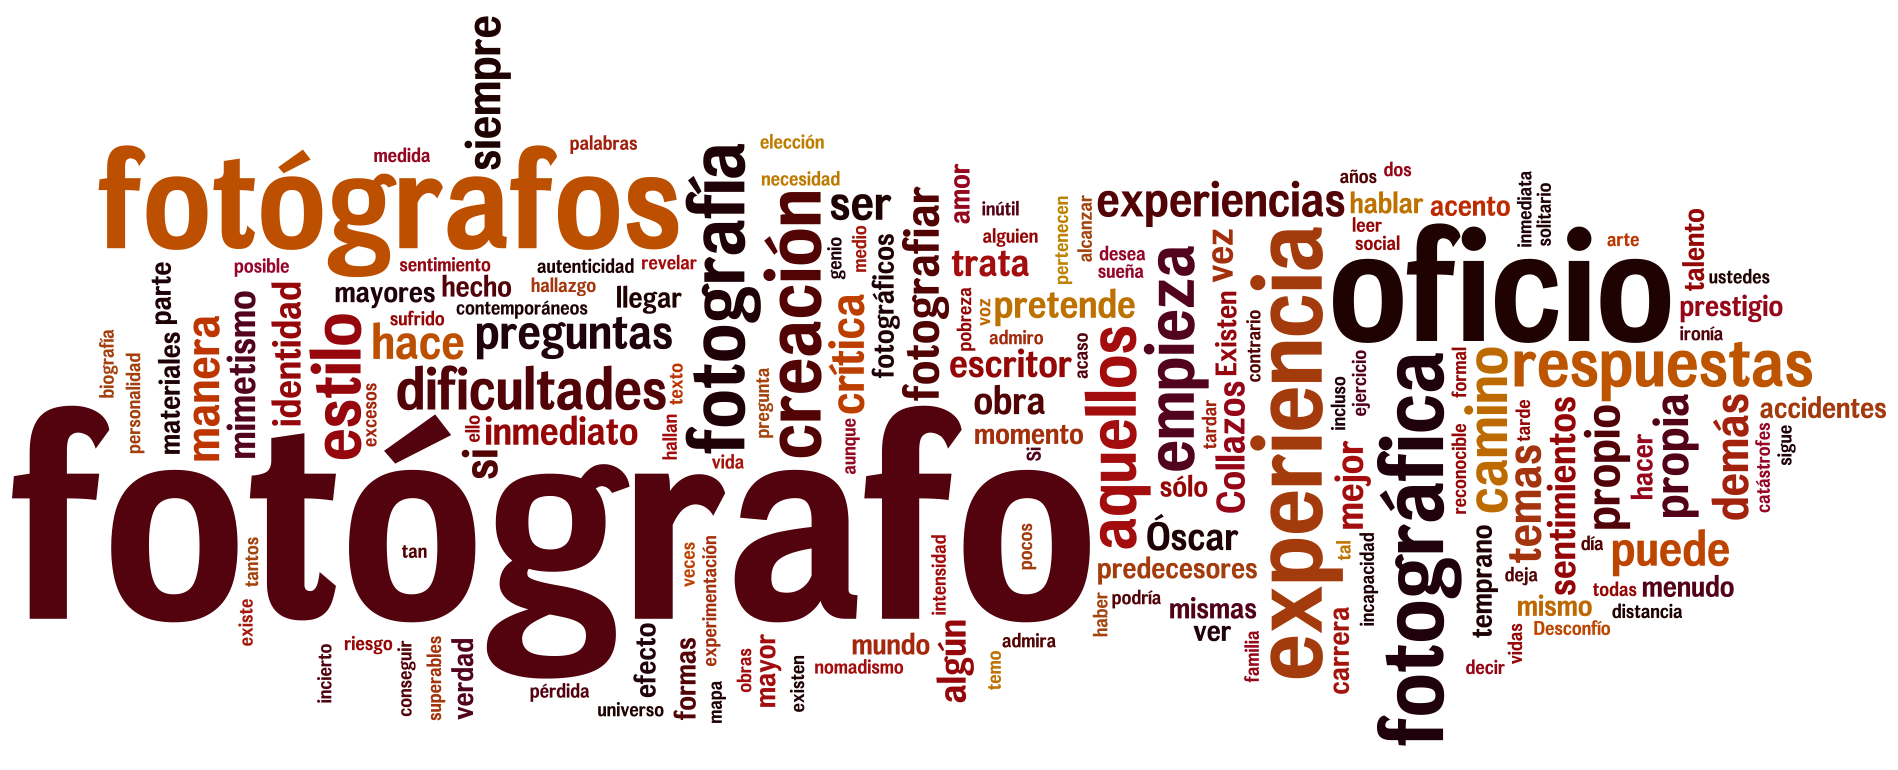 siempre
palabras
medida
elección
necesidad
fotógrafos
fotografía
creación
ser
genio
medio
fotográficos
fotografiar
amor
inútil
alguien
trata
pertenecen
alcanzar
experiencias
desea
sueña
años
dos
hablar
acento
leer
social
inmediata
solitario
arte
talento
ustedes
prestigio
ironía
oficio
posible
sentimiento
autenticidad
revelar
hallazgo
mayores
hecho
contemporáneos
llegar
sufrido
hace
preguntas
parte
materiales
biografía
personalidad
manera
mimetismo
identidad
estilo
excesos
dificultades
texto
ello
inmediato
hallan
si
vida
pregunta
crítica
aunque
pobreza
voz
pretende
admiro
escritor
acaso
obra
momento
si
aquellos
empieza
vez
Existen
contrario
tardar
Collazos
sólo
experiencia
incluso
ejercicio
mejor
fotográfica
formal
reconocible
camino
respuestas
temas
tarde
sentimientos
propio
hacer
propia
demás
accidentes
catástrofes
sigue
fotógrafo
tan
pocos
Óscar
predecesores
haber
podría
mismas
ver
familia
carrera
tal
incapacidad
temprano
deja
día
puede
todas
menudo
mismo
distancia
Desconfío
vidas
decir
tantos
existe
incierto
riesgo
conseguir
superables
verdad
pérdida
universo
efecto
formas
veces
experimentación
mapa
obras
mayor
existen
mundo
nomadismo
intensidad
algún
temo
admira